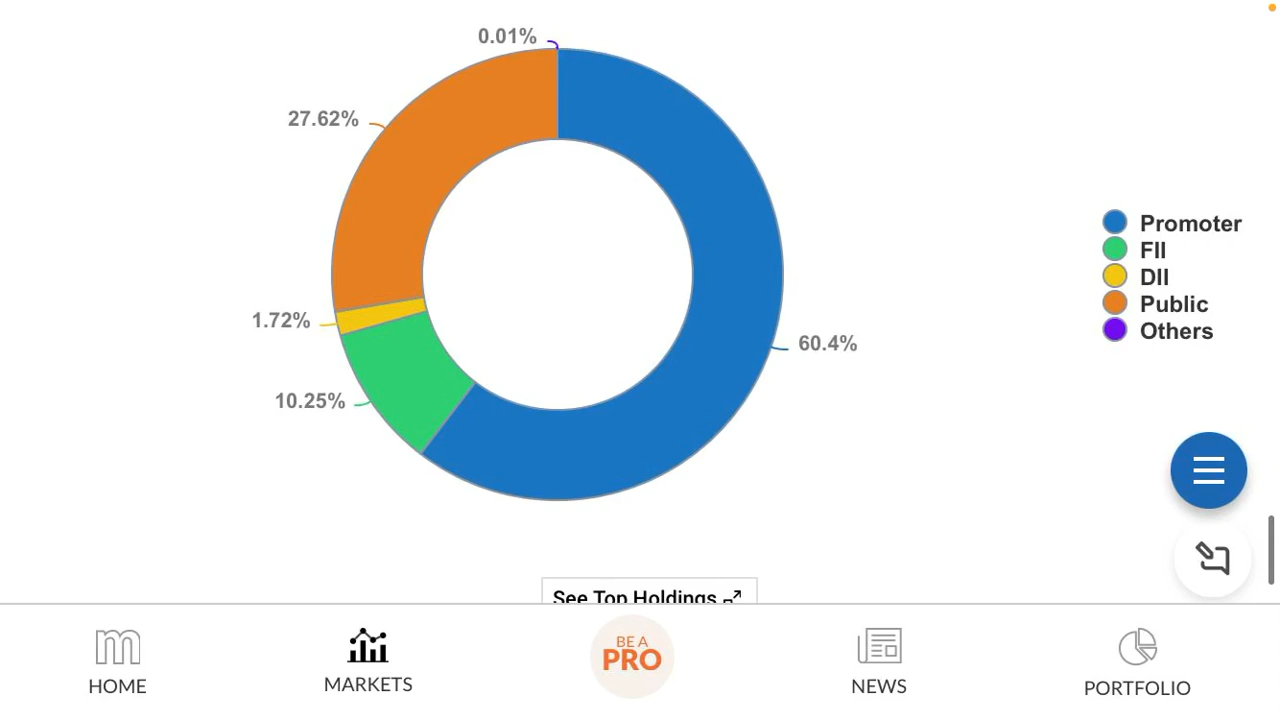 0.01%
27.62%
1.72%
10.25%
60.4%
Promoter
FII
DII
Public
Others
See Top Holdings
HOME
MARKETS
BE A
PRO
NEWS
PORTFOLIO